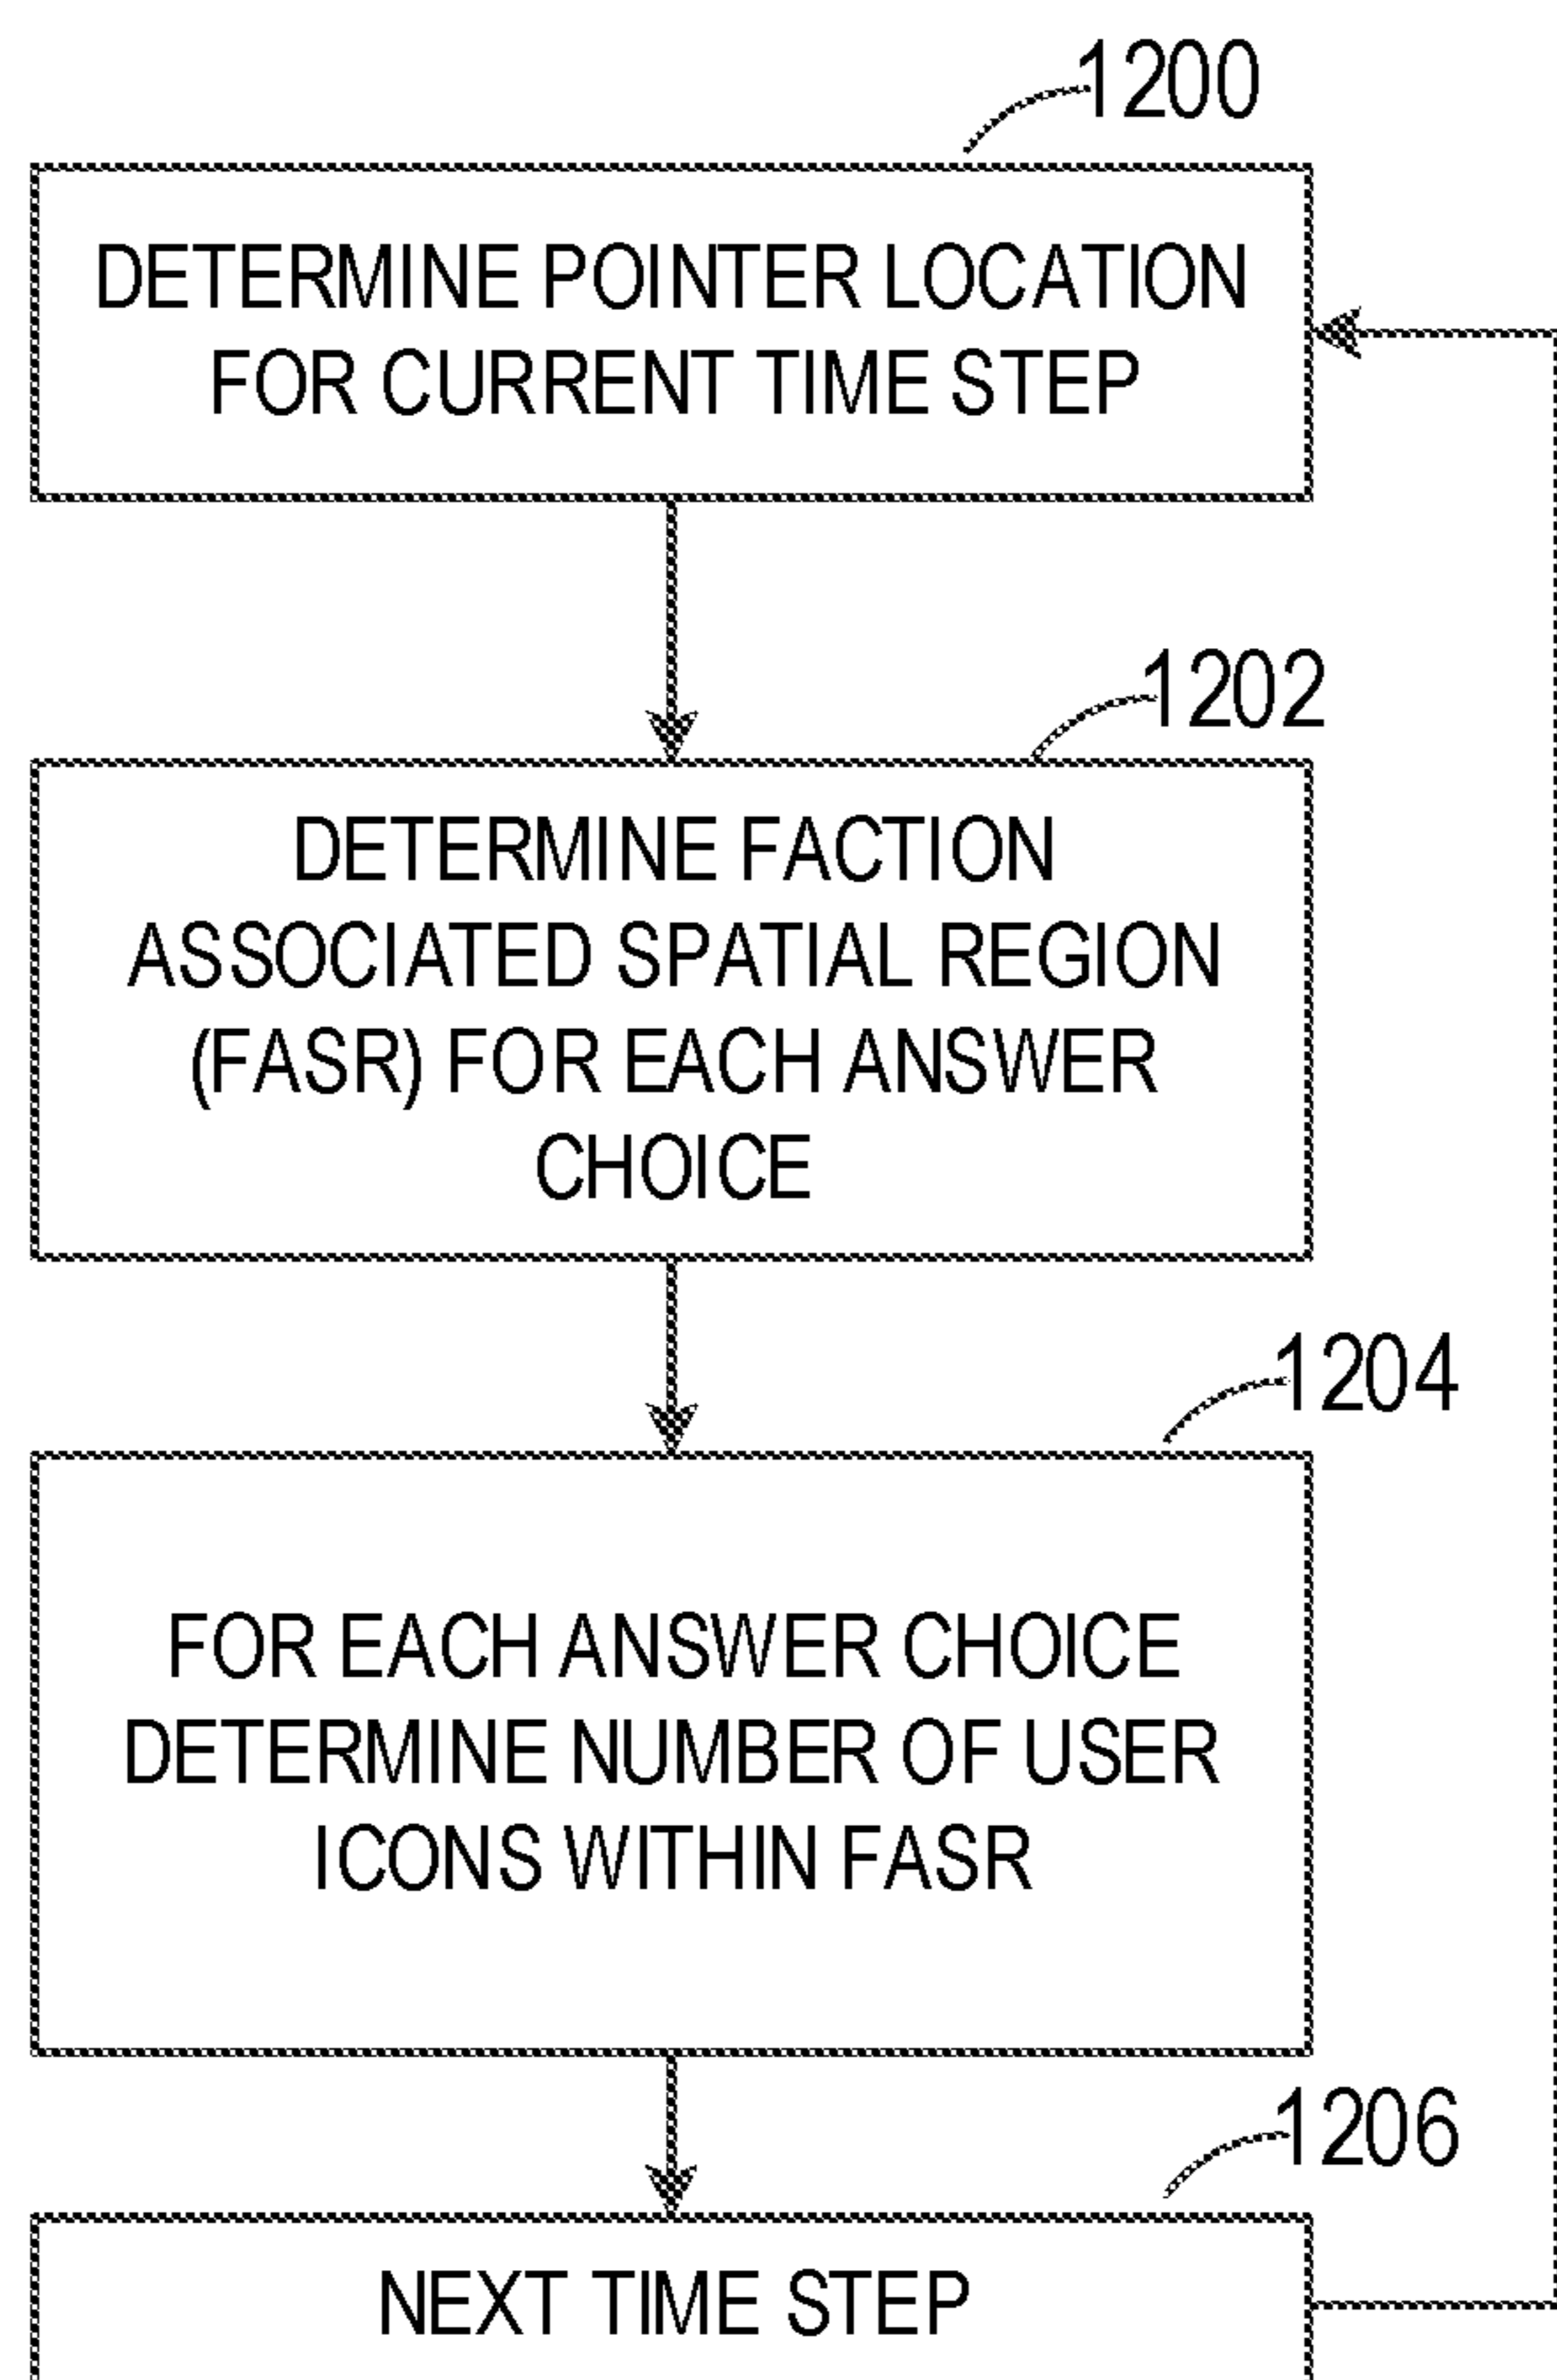 1200
DETERMINE POINTER LOCATION
FOR CURRENT TIME STEP
1202
DETERMINE FACTION
ASSOCIATED SPATIAL REGION
(FASR) FOR EACH ANSWER
CHOICE
1204
FOR EACH ANSWER CHOICE
DETERMINE NUMBER OF USER
ICONS WITHIN FASR
1206
NEXT TIME STEP